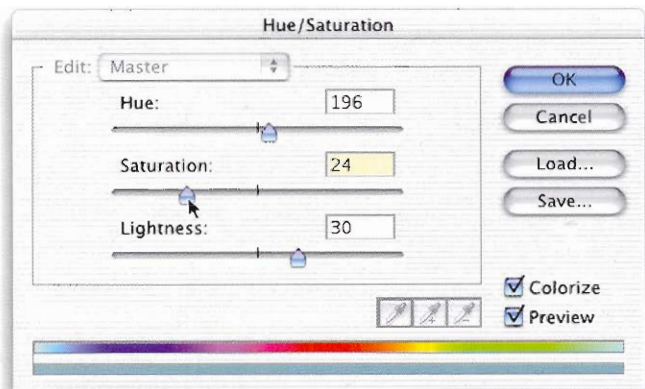 Hue/Saturation
Edit: Master
Hue: 196
Saturation: 24
Lightness: 30
OK
Cancel
Load...
Save...
Colorize
Preview